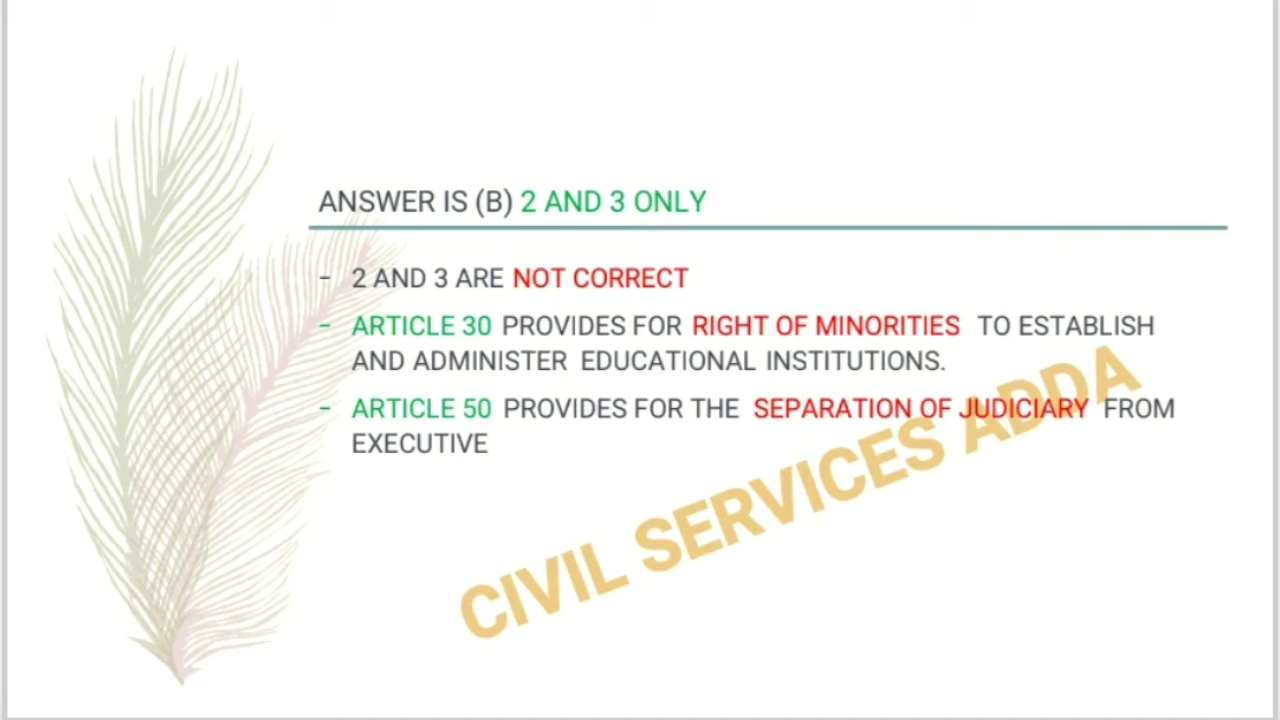 ANSWER IS (B) 2 AND 3 ONLY
- 2 AND 3 ARE NOT CORRECT
- ARTICLE 30 PROVIDES FOR RIGHT OF MINORITIES TO ESTABLISH
AND ADMINISTER EDUCATIONAL INSTITUTIONS.
- ARTICLE 50 PROVIDES FOR THE SEPARATION OF JUDICIARY FROM
EXECUTIVE
CIVIL SERVICES ADDA